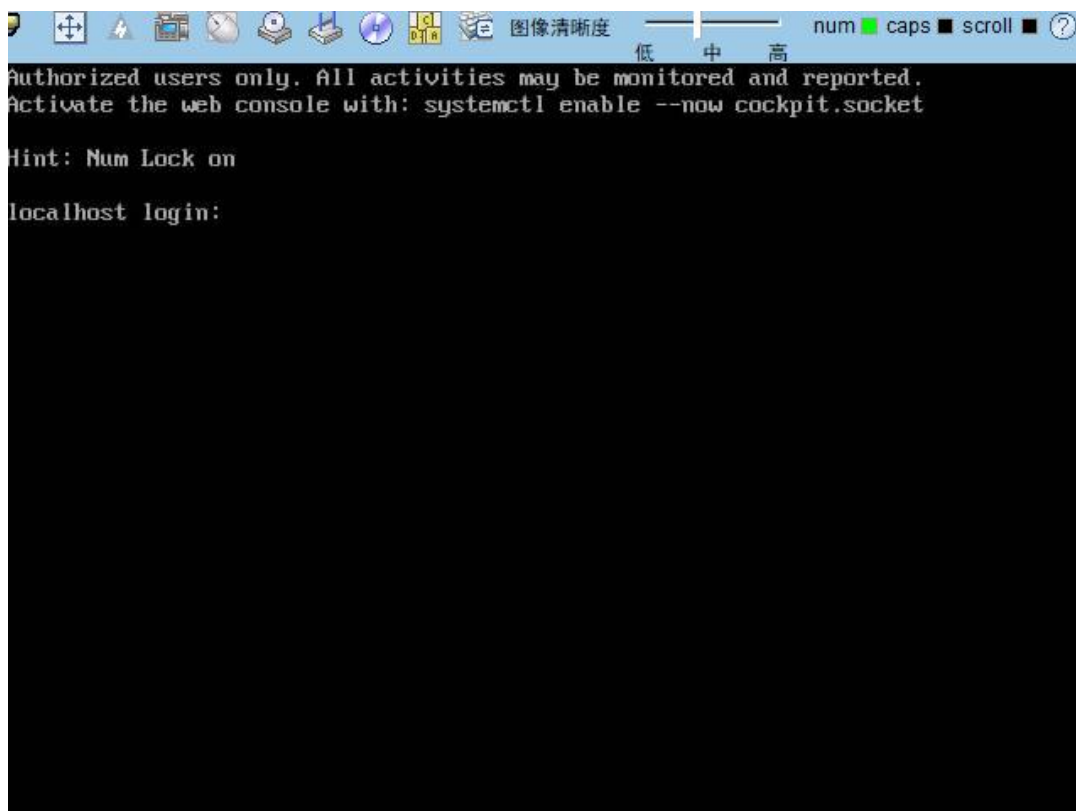 图像清晰度
低 中 高
num caps scroll ?
Authorized users only. All activities may be monitored and reported.
Activate the web console with: systemctl enable --now cockpit.socket
Hint: Num Lock on
localhost login: